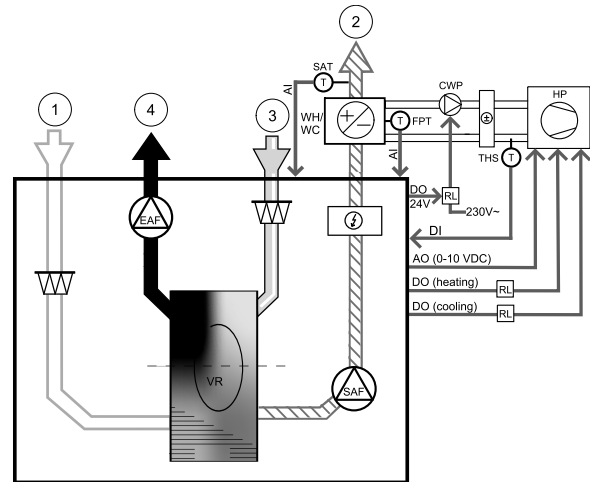 2
SAT
T
AI
CWP
HP
1
4
3
WH/
WC
+
−
T
FPT
±
AI
THS
T
DO
24V
RL
230V~
EAF
DI
AO (0-10 VDC)
DO (heating)
RL
DO (cooling)
RL
VR
SAF